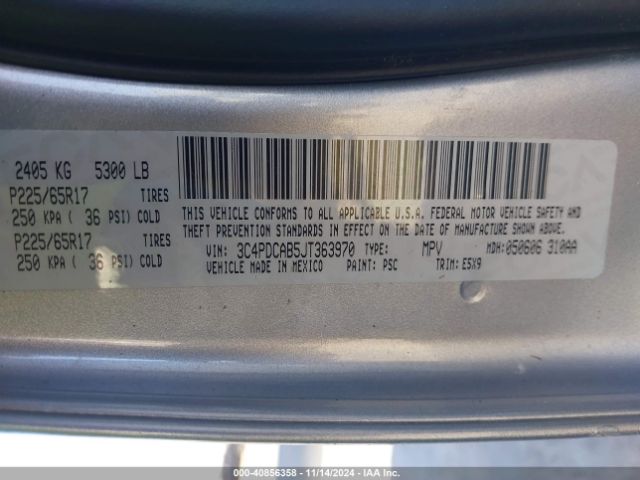 2405 KG 5300 LB
P225/65R17 TIRES
250 KPA ( 36 PSI) COLD
P225/65R17 TIRES
250 KPA ( 36 PSI) COLD
THIS VEHICLE CONFORMS TO ALL APPLICABLE U.S.A. FEDERAL MOTOR VEHICLE SAFETY AND
THEFT PREVENTION STANDARDS IN EFFECT ON THE DATE OF MANUFACTURE SHOWN ABOVE.
VIN: 3C4PDCAB5JT363970 TYPE: MPV MDH: 050606 310AA
VEHICLE MADE IN MEXICO PAINT: PSC TRIM: E5X9
000-40856358 - 11/14/2024 - IAAI.COM